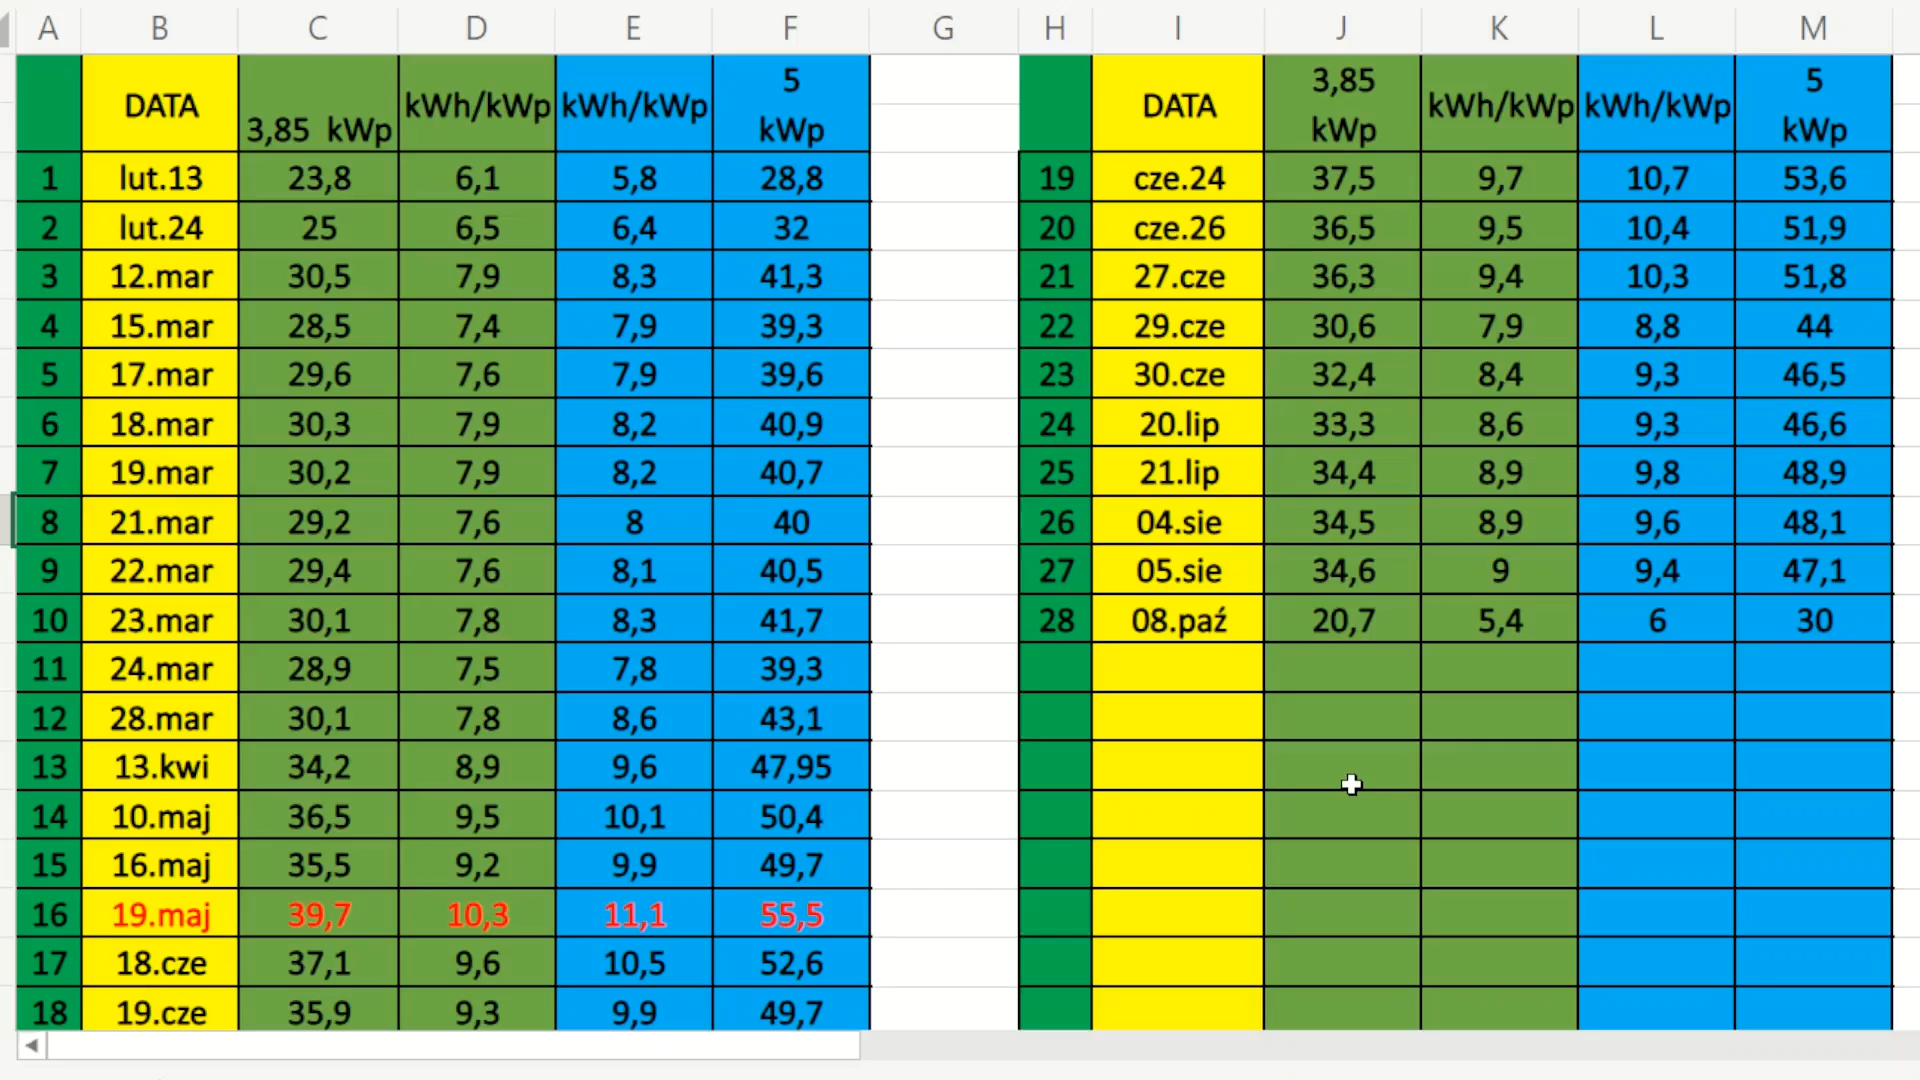 A B C D E F G H I J K L M
DATA 3,85 kWp kWh/kWp kWh/kWp 5 kWp DATA 3,85 kWp kWh/kWp kWh/kWp 5 kWp
1 lut.13 23,8 6,1 5,8 28,8 19 cze.24 37,5 9,7 10,7 53,6
2 lut.24 25 6,5 6,4 32 20 cze.26 36,5 9,5 10,4 51,9
3 12.mar 30,5 7,9 8,3 41,3 21 27.cze 36,3 9,4 10,3 51,8
4 15.mar 28,5 7,4 7,9 39,3 22 29.cze 30,6 7,9 8,8 44
5 17.mar 29,6 7,6 7,9 39,6 23 30.cze 32,4 8,4 9,3 46,5
6 18.mar 30,3 7,9 8,2 40,9 24 20.lip 33,3 8,6 9,3 46,6
7 19.mar 30,2 7,9 8,2 40,7 25 21.lip 34,4 8,9 9,8 48,9
8 21.mar 29,2 7,6 8 40 26 04.sie 34,5 8,9 9,6 48,1
9 22.mar 29,4 7,6 8,1 40,5 27 05.sie 34,6 9 9,4 47,1
10 23.mar 30,1 7,8 8,3 41,7 28 08.paź 20,7 5,4 6 30
11 24.mar 28,9 7,5 7,8 39,3
12 28.mar 30,1 7,8 8,6 43,1
13 13.kwi 34,2 8,9 9,6 47,95
14 10.maj 36,5 9,5 10,1 50,4
15 16.maj 35,5 9,2 9,9 49,7
16 19.maj 39,7 10,3 11,1 55,5
17 18.cze 37,1 9,6 10,5 52,6
18 19.cze 35,9 9,3 9,9 49,7